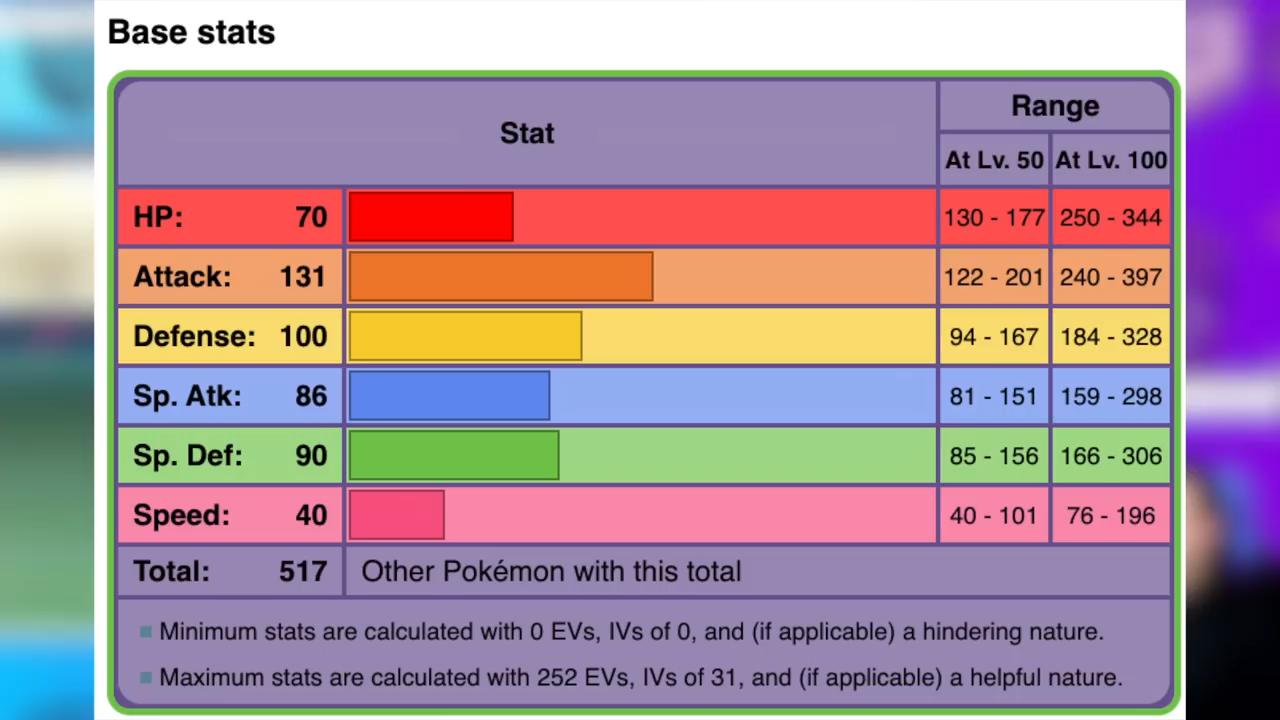 Base stats
Stat
Range
At Lv. 50 At Lv. 100
HP: 70 130 - 177 250 - 344
Attack: 131 122 - 201 240 - 397
Defense: 100 94 - 167 184 - 328
Sp. Atk: 86 81 - 151 159 - 298
Sp. Def: 90 85 - 156 166 - 306
Speed: 40 40 - 101 76 - 196
Total: 517 Other Pokémon with this total
Minimum stats are calculated with 0 EVs, IVs of 0, and (if applicable) a hindering nature.
Maximum stats are calculated with 252 EVs, IVs of 31, and (if applicable) a helpful nature.